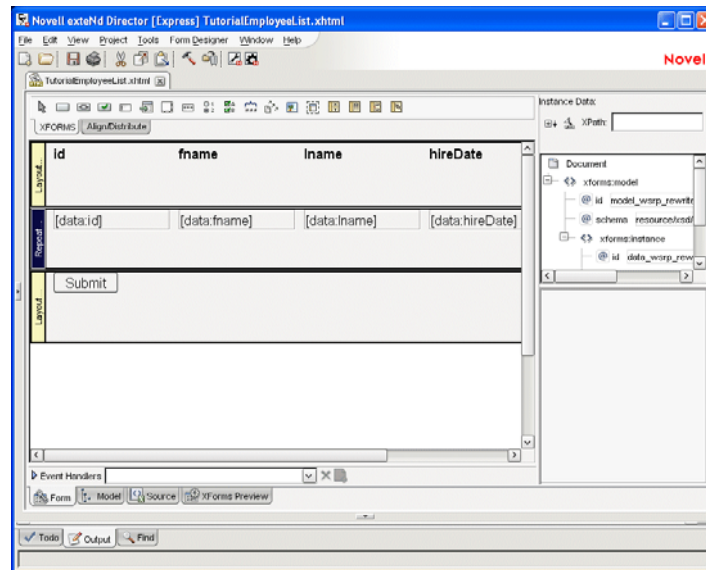 Novell exteNd Director [Express] TutorialEmployeeList.xhtml
File Edit View Project Tools Form Designer Window Help
Novell
TutorialEmployeeList.xhtml
XFORMS Align/Distribute
Instance Data:
XPath:
Layout...
id fname lname hireDate
Repeat...
[data:id] [data:fname] [data:lname] [data:hireDate]
Layout...
Submit
Document
xforms:model
@ id model_wsrp_rewrite
@ schema resource/xsd/
xforms:instance
@ id data_wsrp_rew
Event Handlers
Form Model Source XForms Preview
Todo Output Find